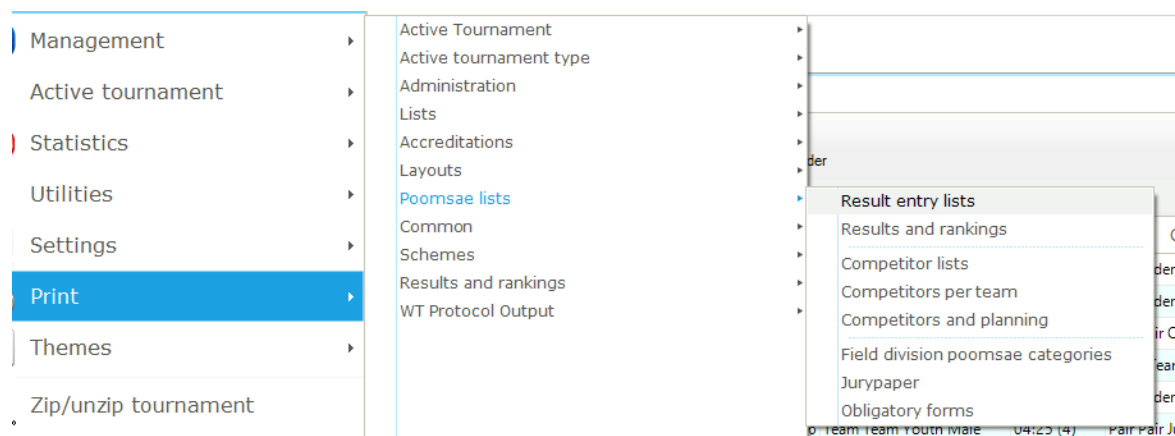 Management
Active tournament
Statistics
Utilities
Settings
Print
Themes
Zip/unzip tournament
Active Tournament
Active tournament type
Administration
Lists
Accreditations
Layouts
Poomsae lists
Common
Schemes
Results and rankings
WT Protocol Output
Result entry lists
Results and rankings
Competitor lists
Competitors per team
Competitors and planning
Field division poomsae categories
Jurypaper
Obligatory forms
der
Team Team Youth Male 04:25 (4) Pair Pair